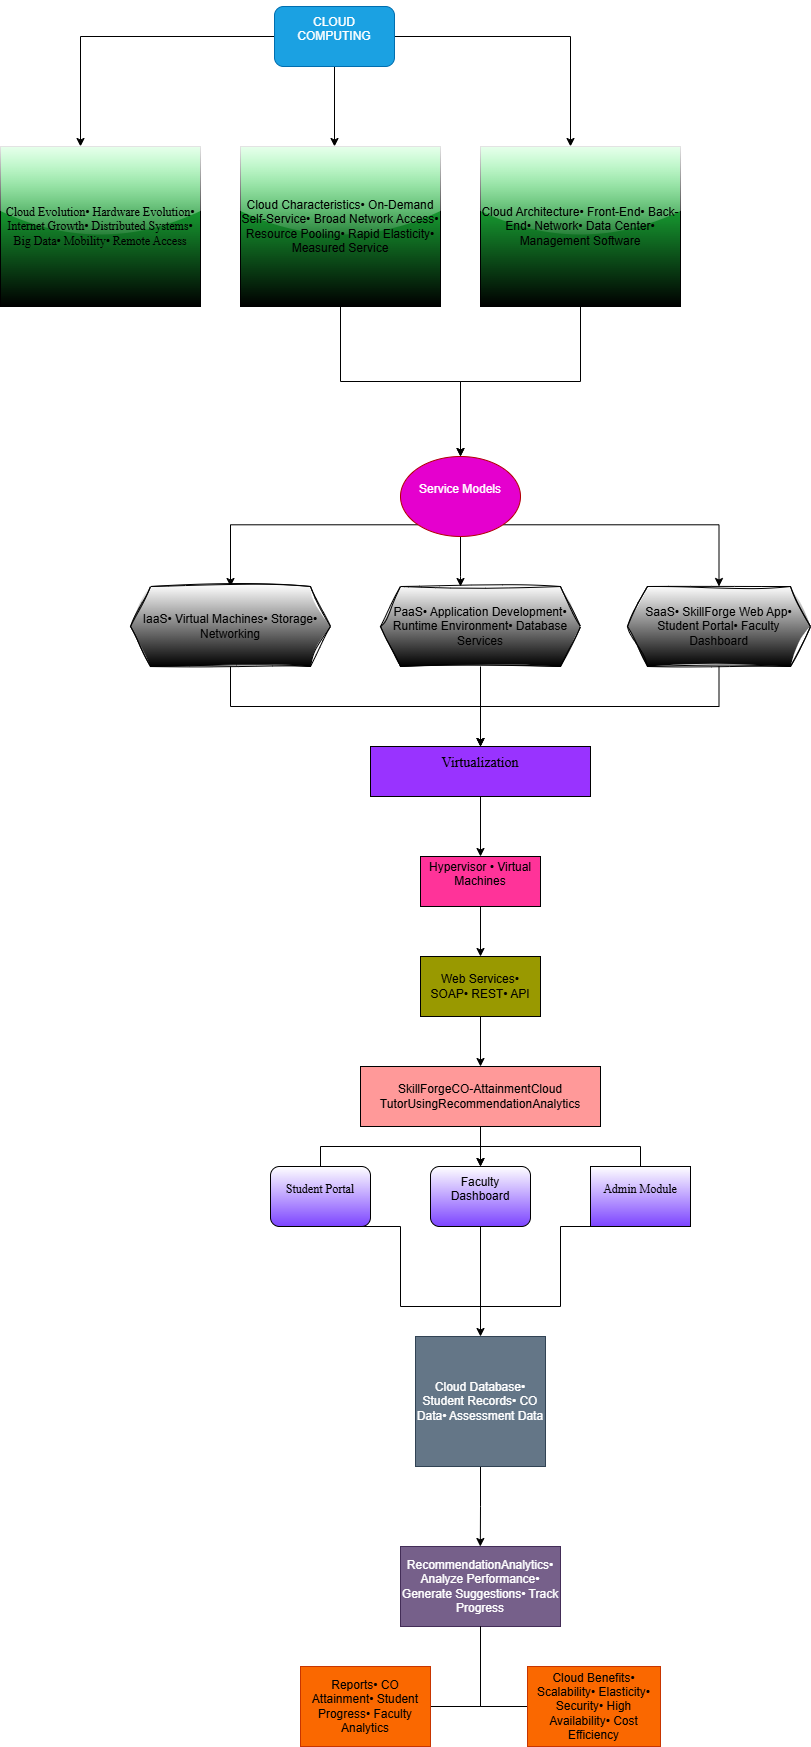 CLOUD
COMPUTING
Cloud Evolution• Hardware Evolution•
Internet Growth• Distributed Systems•
Big Data• Mobility• Remote Access
Cloud Characteristics• On-Demand
Self-Service• Broad Network Access•
Resource Pooling• Rapid Elasticity•
Measured Service
Cloud Architecture• Front-End• Back-
End• Network• Data Center•
Management Software
Service Models
IaaS• Virtual Machines• Storage•
Networking
PaaS• Application Development•
Runtime Environment• Database
Services
SaaS• SkillForge Web App•
Student Portal• Faculty
Dashboard
Virtualization
Hypervisor • Virtual
Machines
Web Services•
SOAP• REST• API
SkillForgeCO-AttainmentCloud
TutorUsingRecommendationAnalytics
Student Portal
Faculty
Dashboard
Admin Module
Cloud Database•
Student Records• CO
Data• Assessment Data
RecommendationAnalytics•
Analyze Performance•
Generate Suggestions• Track
Progress
Reports• CO
Attainment• Student
Progress• Faculty
Analytics
Cloud Benefits•
Scalability• Elasticity•
Security• High
Availability• Cost
Efficiency